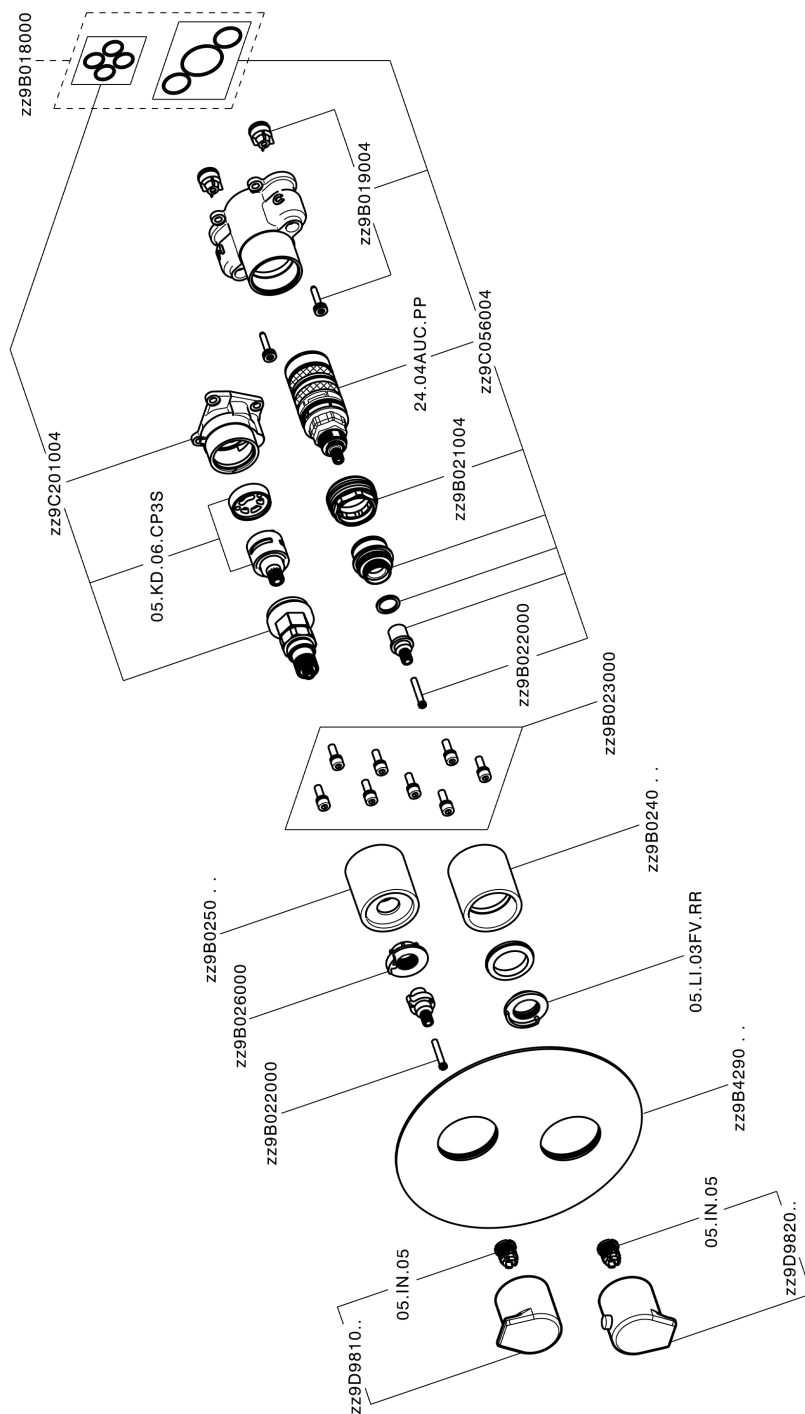 zz9B018000
zz9B019004
24.04AUC.PP
zz9C056004
zz9C201004
05.KD.06.CP3S
zz9B021004
zz9B022000
zz9B023000
zz9B0250 . .
zz9B0240 . .
zz9B026000
05.LI.03FV.RR
zz9B022000
zz9B4290 . .
05.IN.05
05.IN.05
zz9D9810..
zz9D9820..